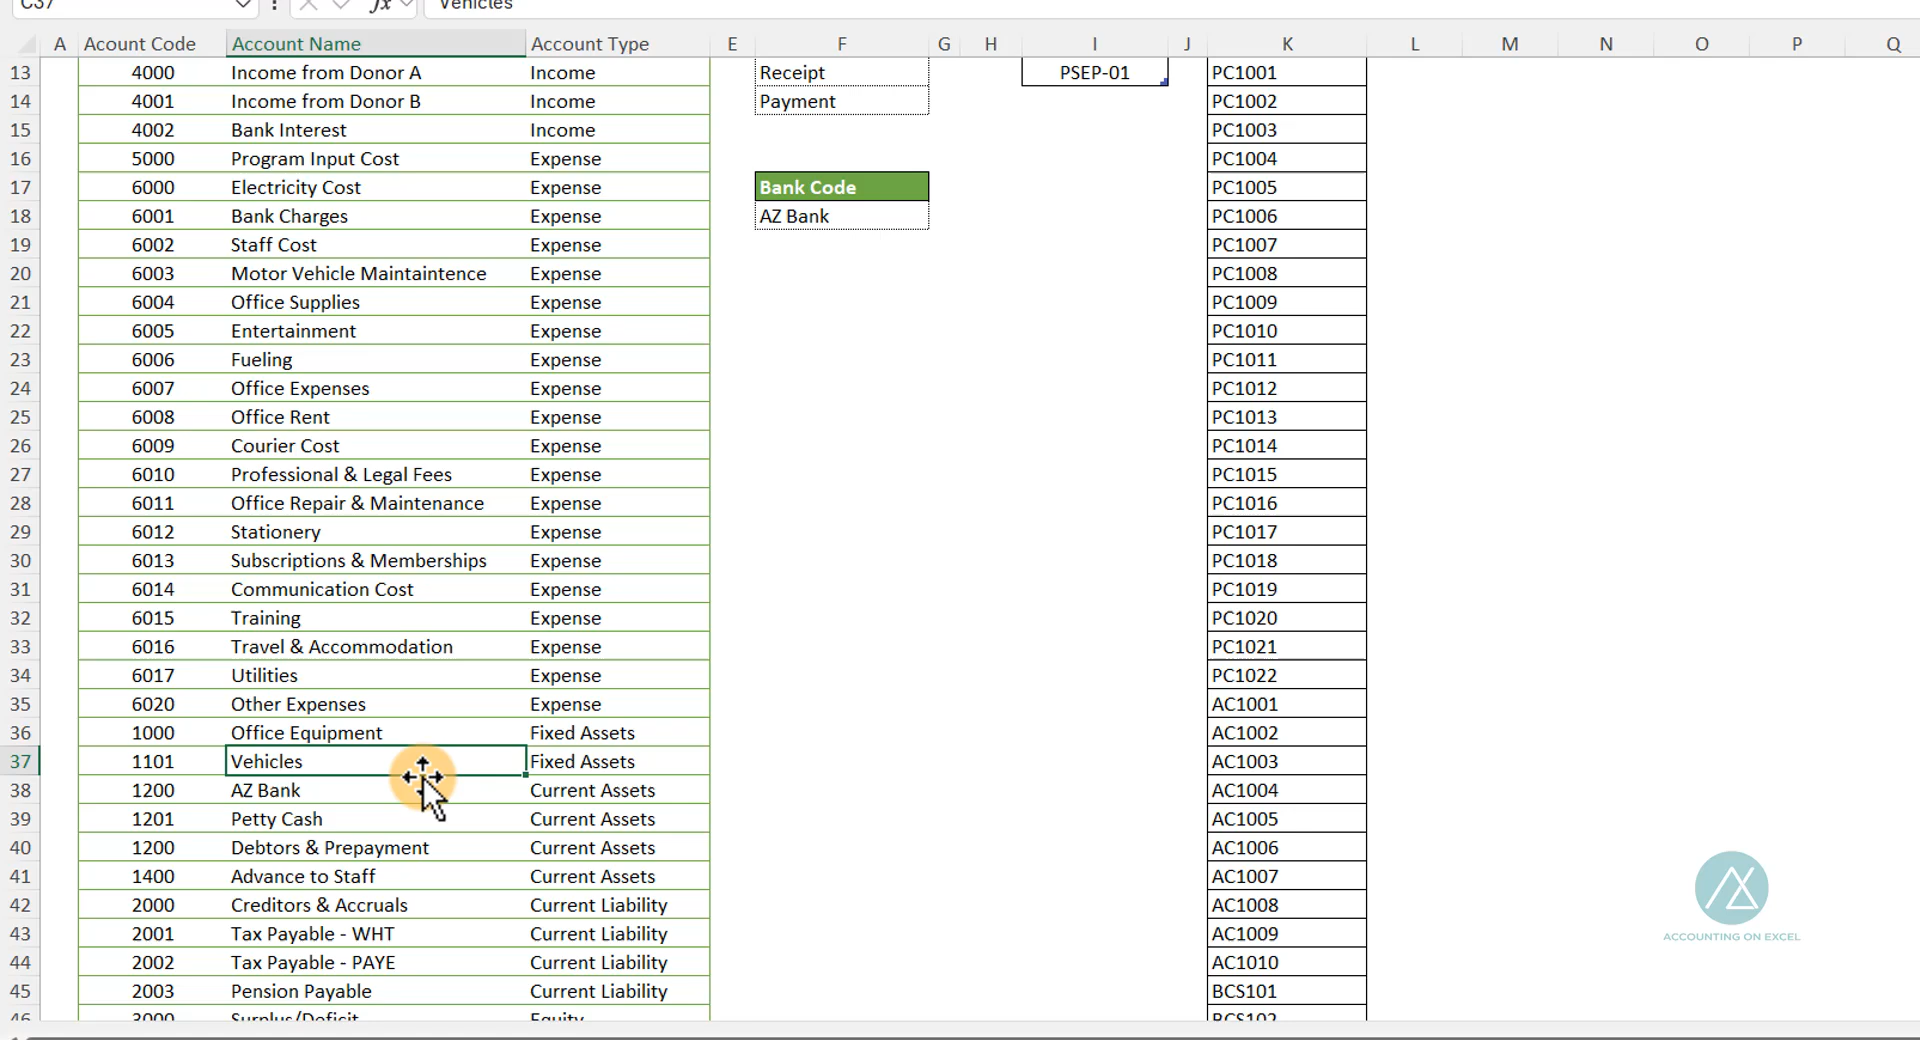 C37 fx Vehicles
A Acount Code Account Name Account Type E F G H I J K L M N O P Q
13 4000 Income from Donor A Income Receipt PSEP-01 PC1001
14 4001 Income from Donor B Income Payment PC1002
15 4002 Bank Interest Income PC1003
16 5000 Program Input Cost Expense PC1004
17 6000 Electricity Cost Expense Bank Code PC1005
18 6001 Bank Charges Expense AZ Bank PC1006
19 6002 Staff Cost Expense PC1007
20 6003 Motor Vehicle Maintaintence Expense PC1008
21 6004 Office Supplies Expense PC1009
22 6005 Entertainment Expense PC1010
23 6006 Fueling Expense PC1011
24 6007 Office Expenses Expense PC1012
25 6008 Office Rent Expense PC1013
26 6009 Courier Cost Expense PC1014
27 6010 Professional & Legal Fees Expense PC1015
28 6011 Office Repair & Maintenance Expense PC1016
29 6012 Stationery Expense PC1017
30 6013 Subscriptions & Memberships Expense PC1018
31 6014 Communication Cost Expense PC1019
32 6015 Training Expense PC1020
33 6016 Travel & Accommodation Expense PC1021
34 6017 Utilities Expense PC1022
35 6020 Other Expenses Expense AC1001
36 1000 Office Equipment Fixed Assets AC1002
37 1101 Vehicles Fixed Assets AC1003
38 1200 AZ Bank Current Assets AC1004
39 1201 Petty Cash Current Assets AC1005
40 1200 Debtors & Prepayment Current Assets AC1006
41 1400 Advance to Staff Current Assets AC1007
42 2000 Creditors & Accruals Current Liability AC1008
43 2001 Tax Payable - WHT Current Liability AC1009
44 2002 Tax Payable - PAYE Current Liability AC1010
45 2003 Pension Payable Current Liability BCS101
46 3000 Surplus/Deficit Equity BCS102
ACCOUNTING ON EXCEL